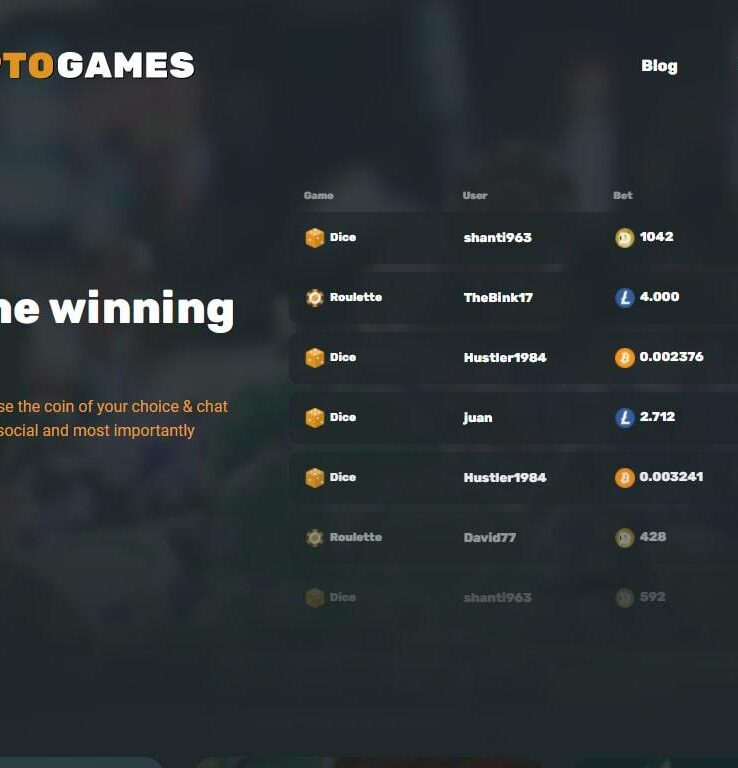 PTOGAMES
Blog
Game User Bet
Dice shanti963 1042
Roulette TheBink17 4.000
Dice Hustler1984 0.002376
ne winning
se the coin of your choice & chat
Dice juan 2.712
social and most importantly
Dice Hustler1984 0.003241
Roulette David77 428
Dice shanti963 592